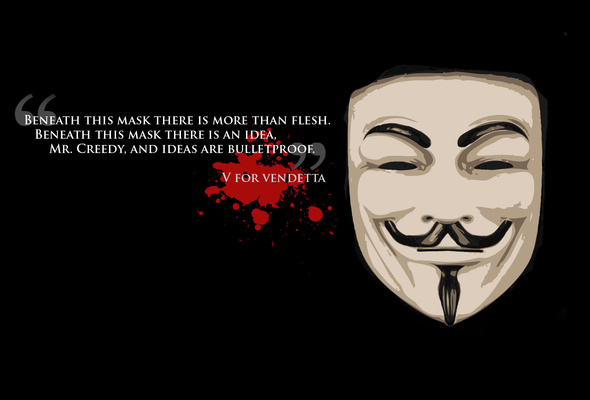 “
Beneath this mask there is more than flesh.
Beneath this mask there is an idea,
Mr. Creedy, and ideas are bulletproof.
”
V for vendetta